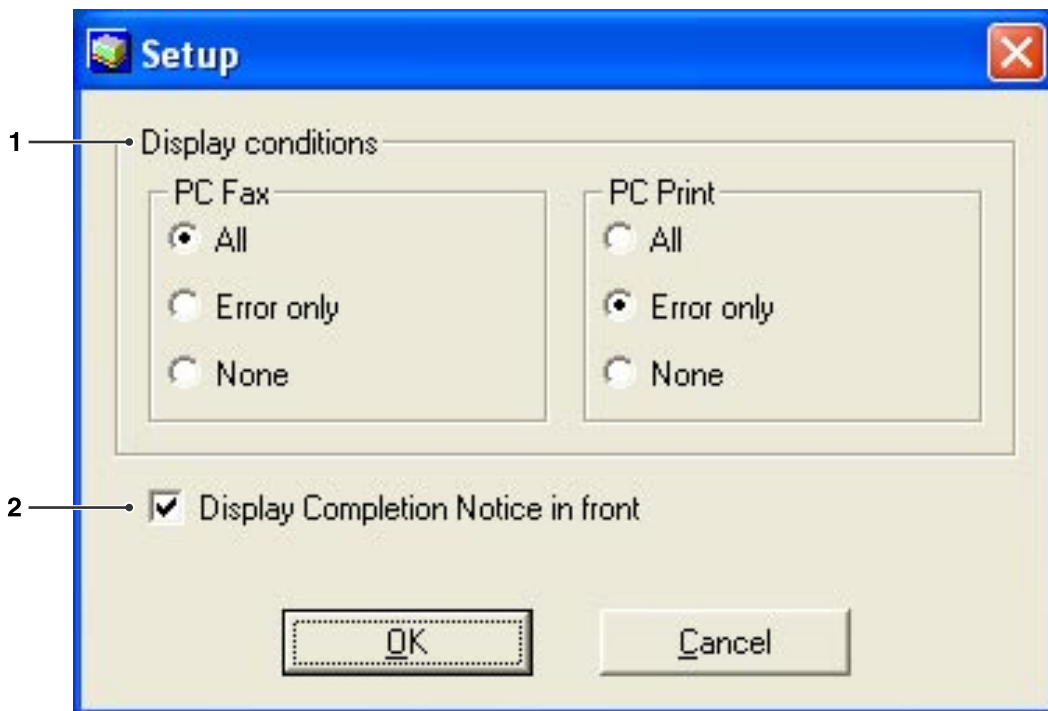 Setup
1
Display conditions
PC Fax
All
Error only
None
PC Print
All
Error only
None
2
Display Completion Notice in front
OK
Cancel